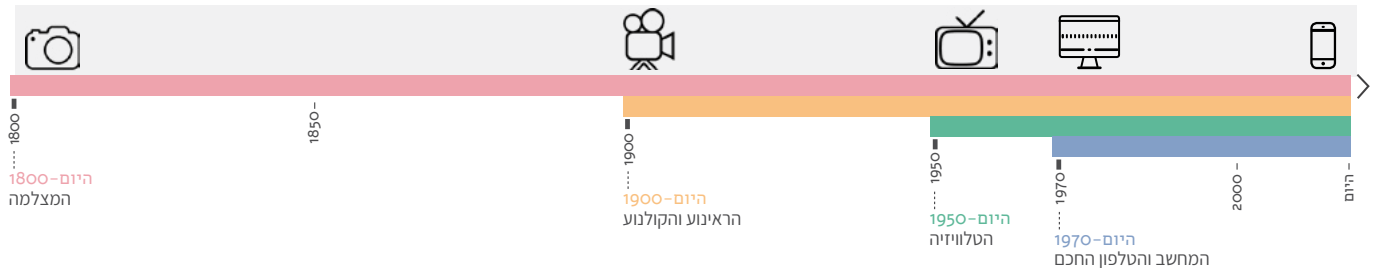 1800
1850
1900
1950
1970
2000
היום
1800-היום
המצלמה
1900-היום
הראינוע והקולנוע
1950-היום
הטלוויזיה
1970-היום
המחשב והטלפון החכם